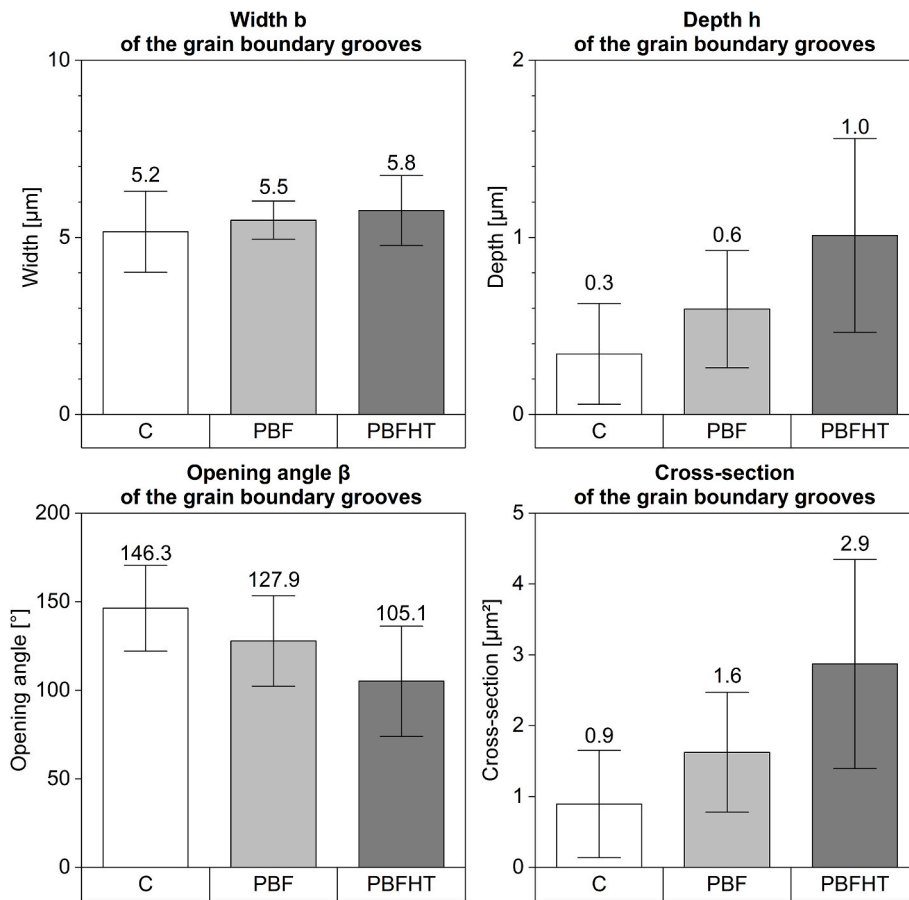 Width b
of the grain boundary grooves
10
5
0
Width [µm]
5.2
5.5
5.8
C PBF PBFHT
Depth h
of the grain boundary grooves
2
1
0
Depth [µm]
0.3
0.6
1.0
C PBF PBFHT
Opening angle β
of the grain boundary grooves
200
150
100
50
0
Opening angle [°]
146.3
127.9
105.1
C PBF PBFHT
Cross-section
of the grain boundary grooves
5
4
3
2
1
0
Cross-section [µm²]
0.9
1.6
2.9
C PBF PBFHT